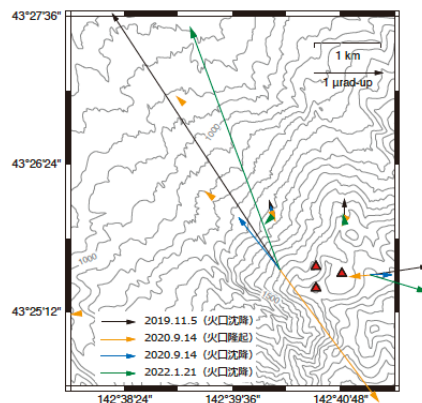 43°27'36"
1 km
1 μrad-up
1000
43°26'24"
1000
1500
43°25'12"
2019.11.5（火口沈降）
2020.9.14（火口隆起）
2020.9.14（火口沈降）
2022.1.21（火口沈降）
142°38'24" 142°39'36" 142°40'48"